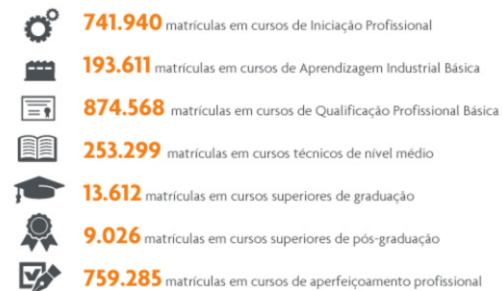 741.940 matrículas em cursos de Iniciação Profissional
193.611 matrículas em cursos de Aprendizagem Industrial Básica
874.568 matrículas em cursos de Qualificação Profissional Básica
253.299 matrículas em cursos técnicos de nível médio
13.612 matrículas em cursos superiores de graduação
9.026 matrículas em cursos superiores de pós-graduação
759.285 matrículas em cursos de aperfeiçoamento profissional